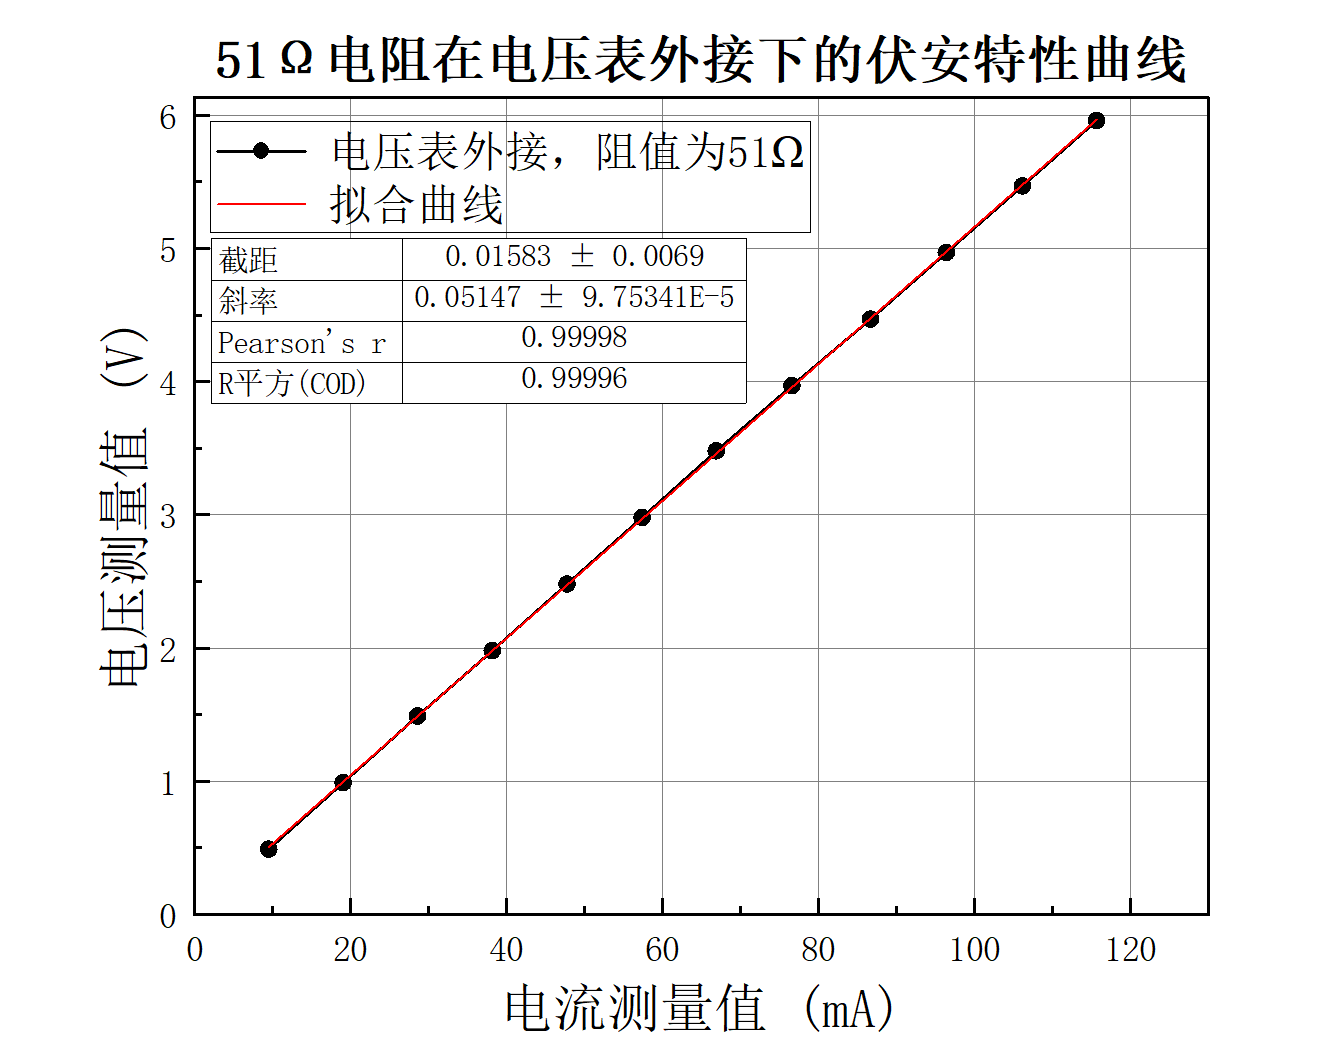 51Ω电阻在电压表外接下的伏安特性曲线
电压表外接，阻值为51Ω
拟合曲线
截距 0.01583 ± 0.0069
斜率 0.05147 ± 9.75341E-5
Pearson's r 0.99998
R平方(COD) 0.99996
电压测量值 (V)
6
5
4
3
2
1
0
0 20 40 60 80 100 120
电流测量值 (mA)